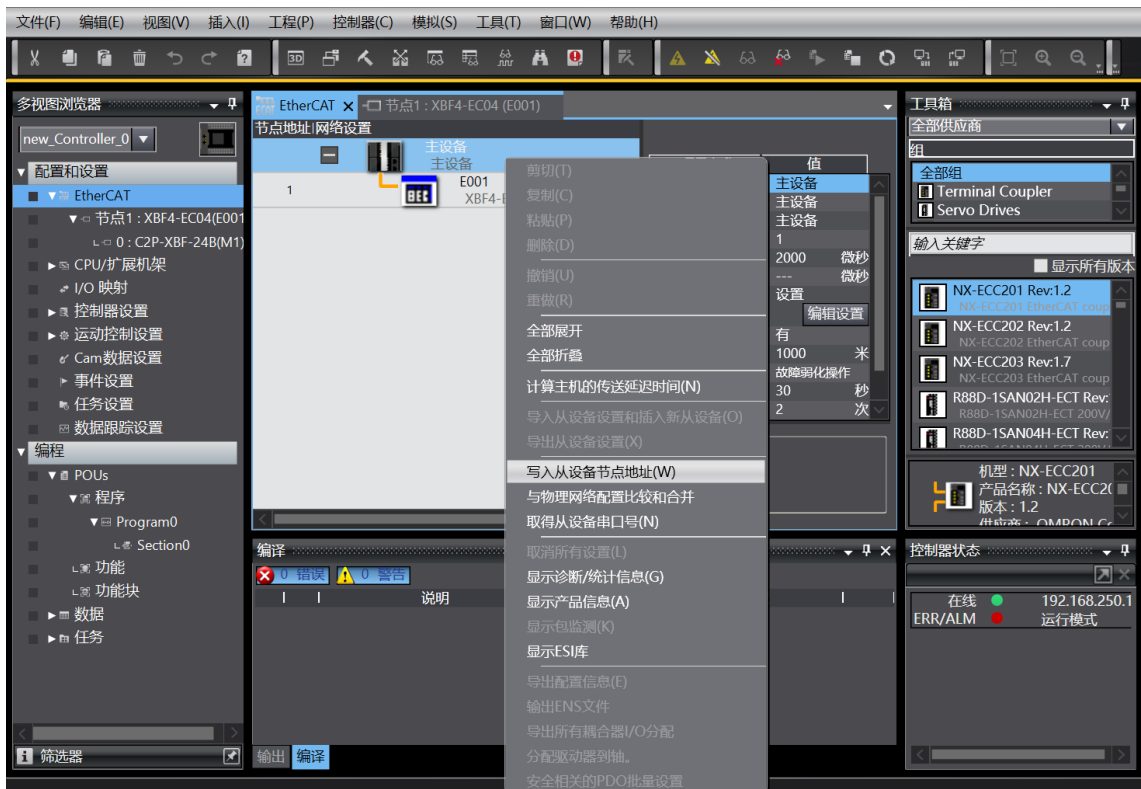 文件(F) 编辑(E) 视图(V) 插入(I) 工程(P) 控制器(C) 模拟(S) 工具(T) 窗口(W) 帮助(H)
多视图浏览器
new_Controller_0
配置和设置
EtherCAT
节点1 : XBF4-EC04(E001
0 : C2P-XBF-24B(M1)
CPU/扩展机架
I/O 映射
控制器设置
运动控制设置
Cam数据设置
事件设置
任务设置
数据跟踪设置
编程
POUs
程序
Program0
Section0
功能
功能块
数据
任务
筛选器
EtherCAT
节点1 : XBF4-EC04 (E001)
节点地址|网络设置
主设备
主设备
1
E001
XBF4-E
剪切(T)
复制(C)
粘贴(P)
删除(D)
撤销(U)
重做(R)
全部展开
全部折叠
计算主机的传送延迟时间(N)
导入从设备设置和插入新从设备(O)
导出从设备设置(X)
写入从设备节点地址(W)
与物理网络配置比较和合并
取得从设备串口号(N)
取消所有设置(L)
显示诊断/统计信息(G)
显示产品信息(A)
显示包监测(K)
显示ESI库
导出配置信息(E)
输出ENS文件
导出所有耦合器I/O分配
分配驱动器到轴。
安全相关的PDO批量设置
值
主设备
主设备
主设备
1
2000 微秒
--- 微秒
设置
编辑设置
有
1000 米
故障弱化操作
30 秒
2 次
编译
0 错误 0 警告
说明
输出 编译
工具箱
全部供应商
组
全部组
Terminal Coupler
Servo Drives
输入关键字
显示所有版本
NX-ECC201 Rev:1.2
NX-ECC201 EtherCAT coup
NX-ECC202 Rev:1.2
NX-ECC202 EtherCAT coup
NX-ECC203 Rev:1.7
NX-ECC203 EtherCAT coup
R88D-1SAN02H-ECT Rev:
R88D-1SAN02H-ECT 200V/
R88D-1SAN04H-ECT Rev:
机型 : NX-ECC201
产品名称 : NX-ECC20
版本 : 1.2
供应商 : OMRON Co
控制器状态
在线 192.168.250.1
ERR/ALM 运行模式